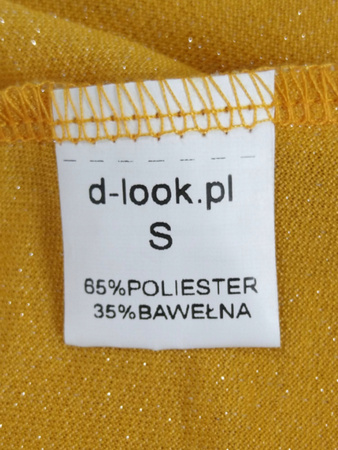 d-look.pl
S
65%POLIESTER
35%BAWEŁNA